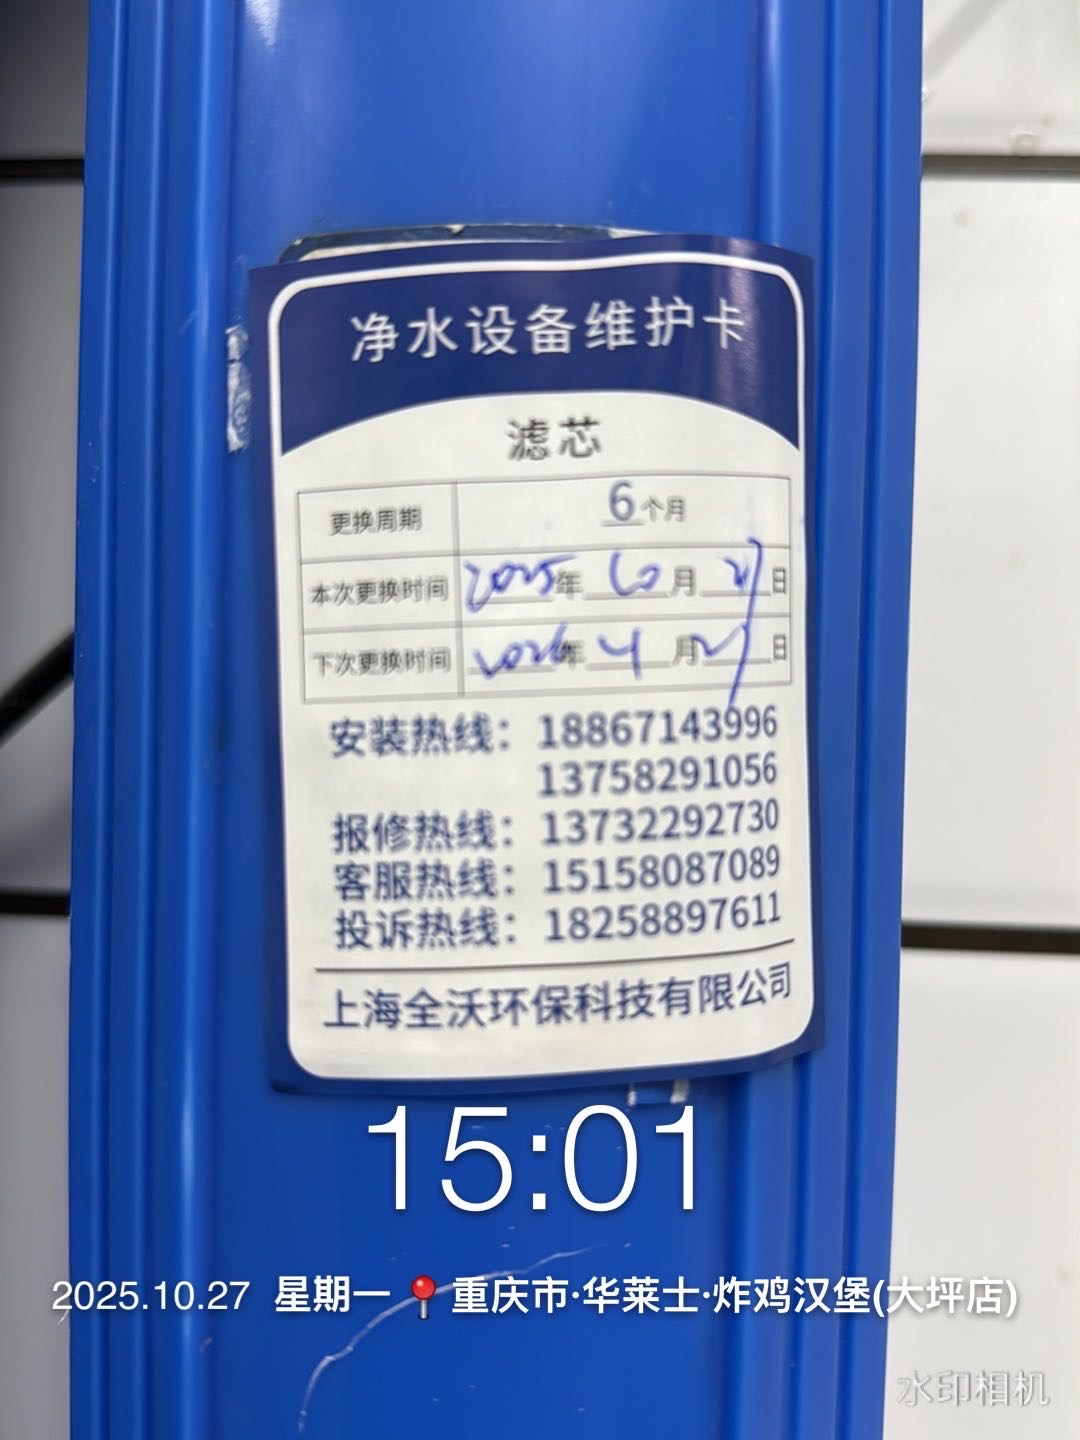 净水设备维护卡
滤芯
更换周期 6个月
本次更换时间 2025年 10月 27日
下次更换时间 2026年 4月 27日
安装热线：18867143996
13758291056
报修热线：13732292730
客服热线：15158087089
投诉热线：18258897611
上海全沃环保科技有限公司
15:01
2025.10.27 星期一 重庆市·华莱士·炸鸡汉堡(大坪店)
水印相机